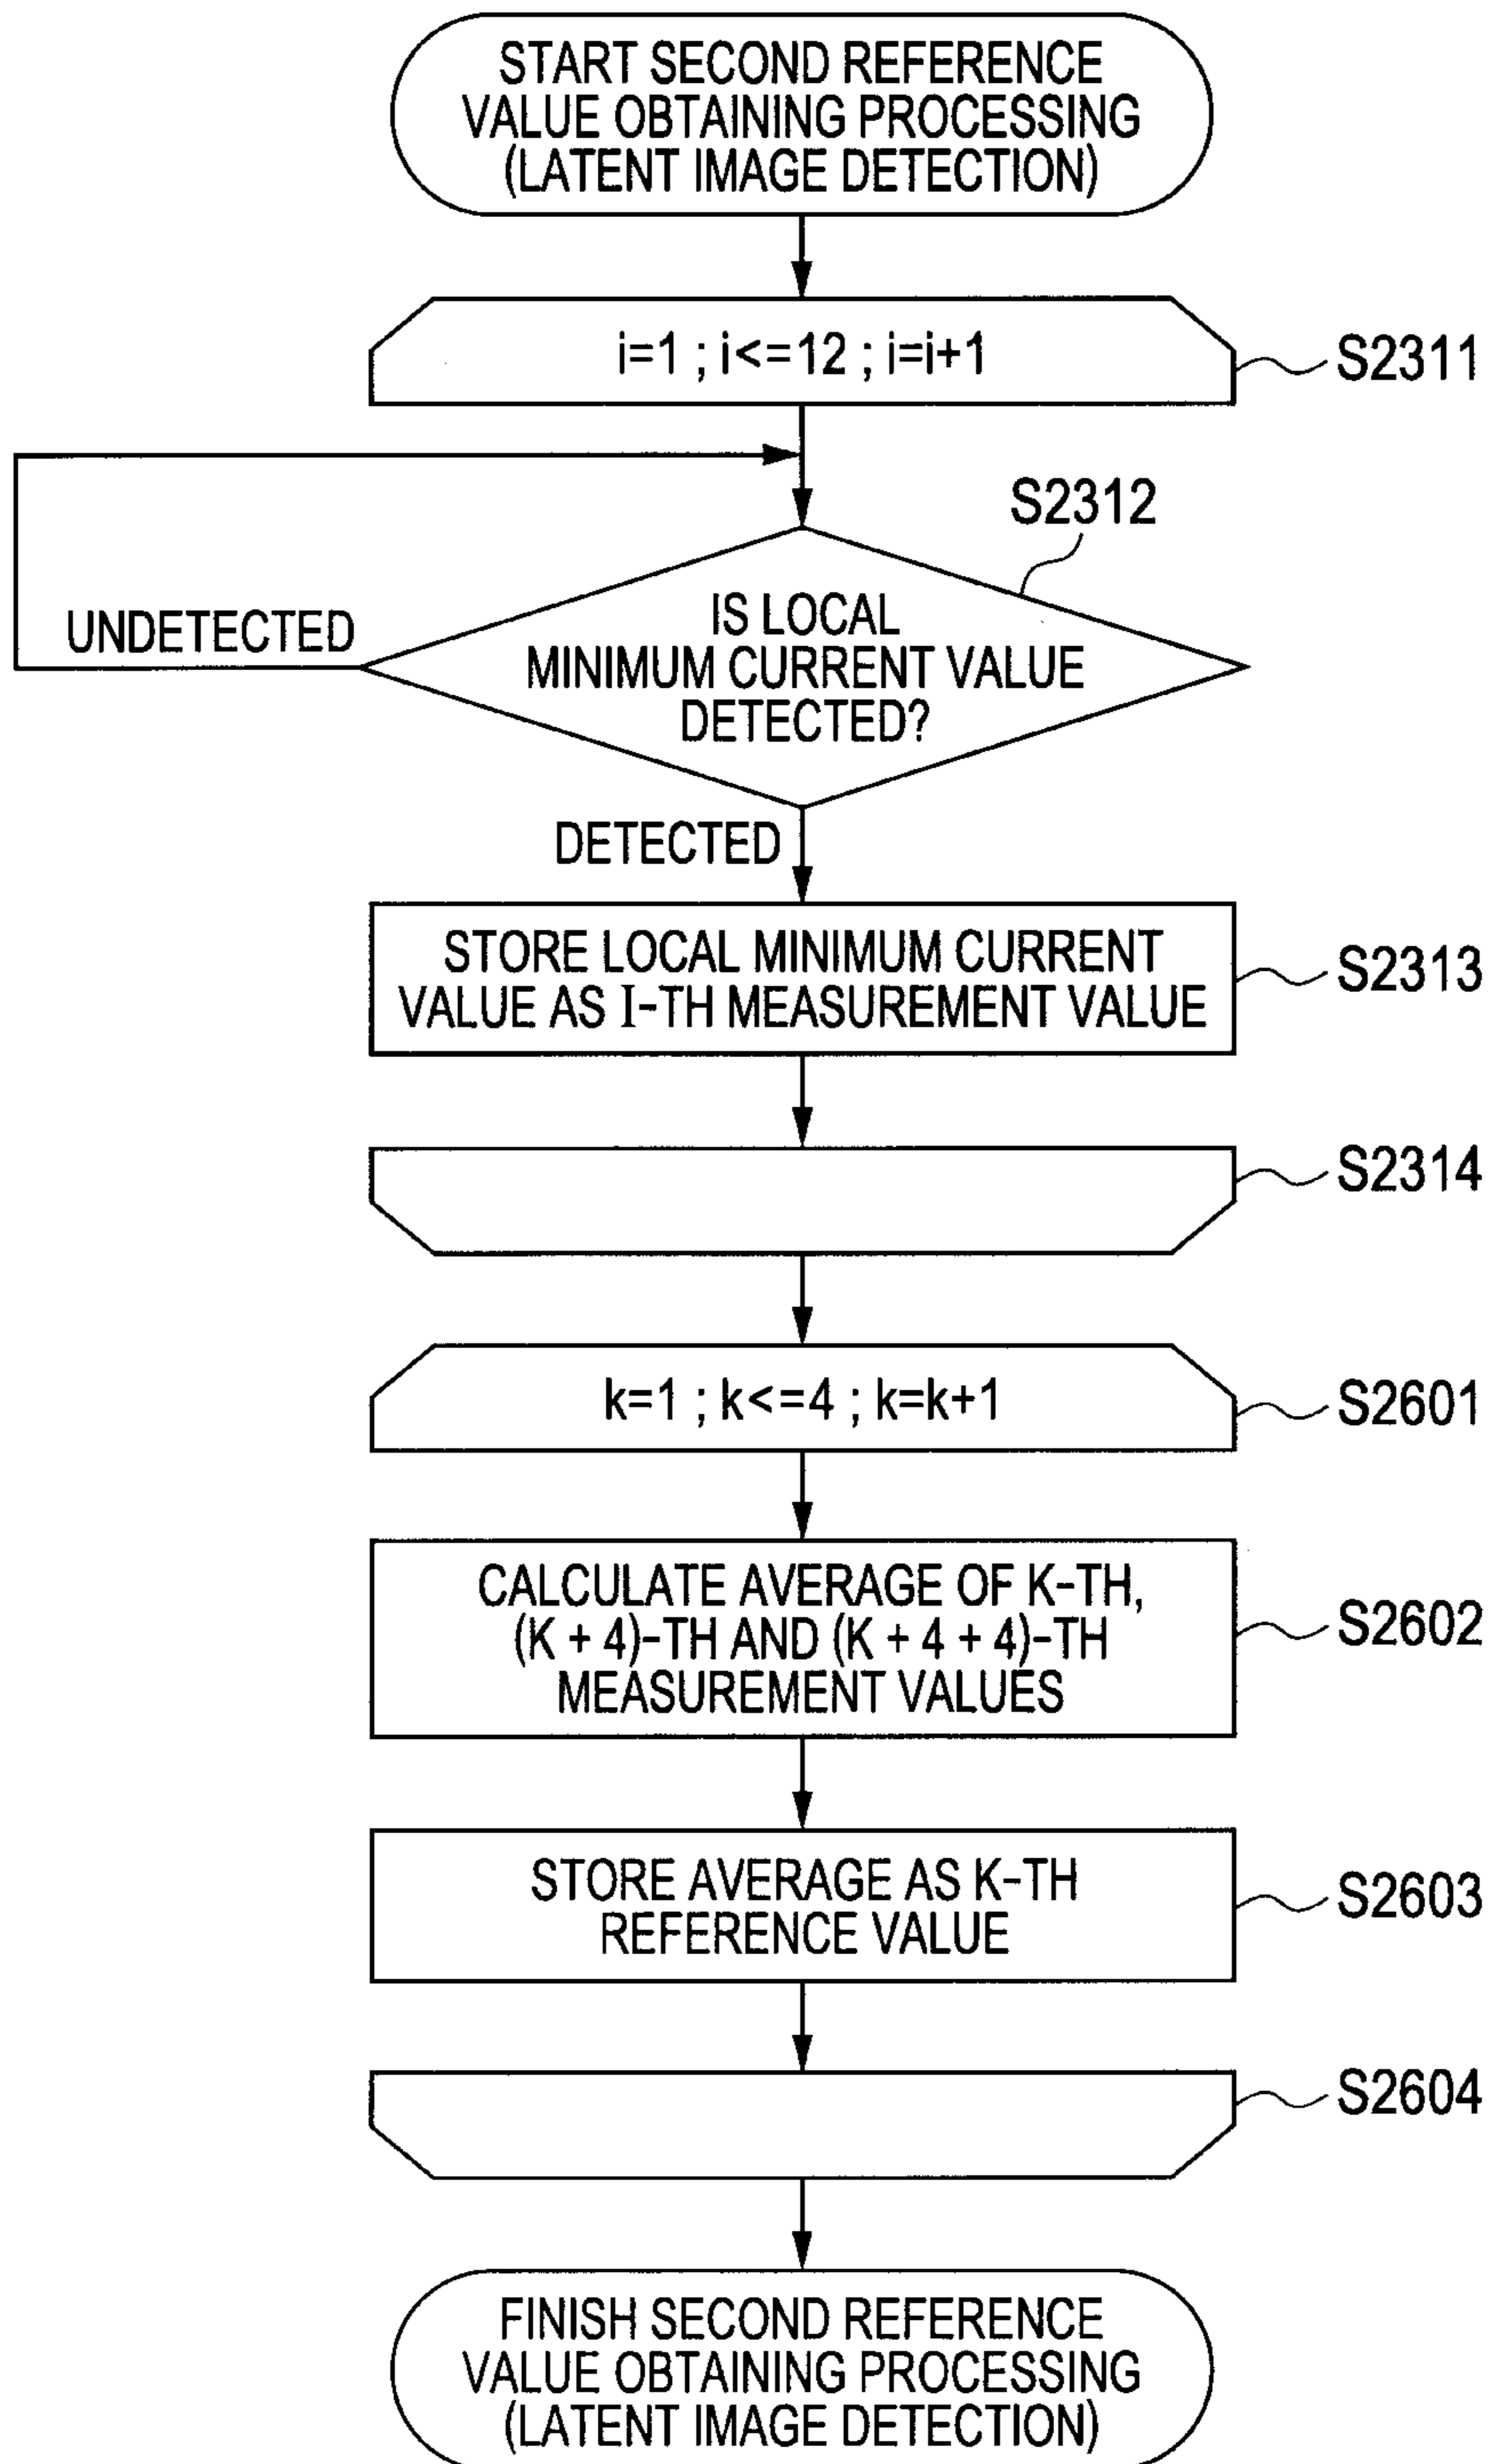 START SECOND REFERENCE
VALUE OBTAINING PROCESSING
(LATENT IMAGE DETECTION)
i=1 ; i<=12 ; i=i+1
S2311
S2312
IS LOCAL
MINIMUM CURRENT VALUE
DETECTED?
UNDETECTED
DETECTED
STORE LOCAL MINIMUM CURRENT
VALUE AS I-TH MEASUREMENT VALUE
S2313
S2314
k=1 ; k<=4 ; k=k+1
S2601
CALCULATE AVERAGE OF K-TH,
(K + 4)-TH AND (K + 4 + 4)-TH
MEASUREMENT VALUES
S2602
STORE AVERAGE AS K-TH
REFERENCE VALUE
S2603
S2604
FINISH SECOND REFERENCE
VALUE OBTAINING PROCESSING
(LATENT IMAGE DETECTION)